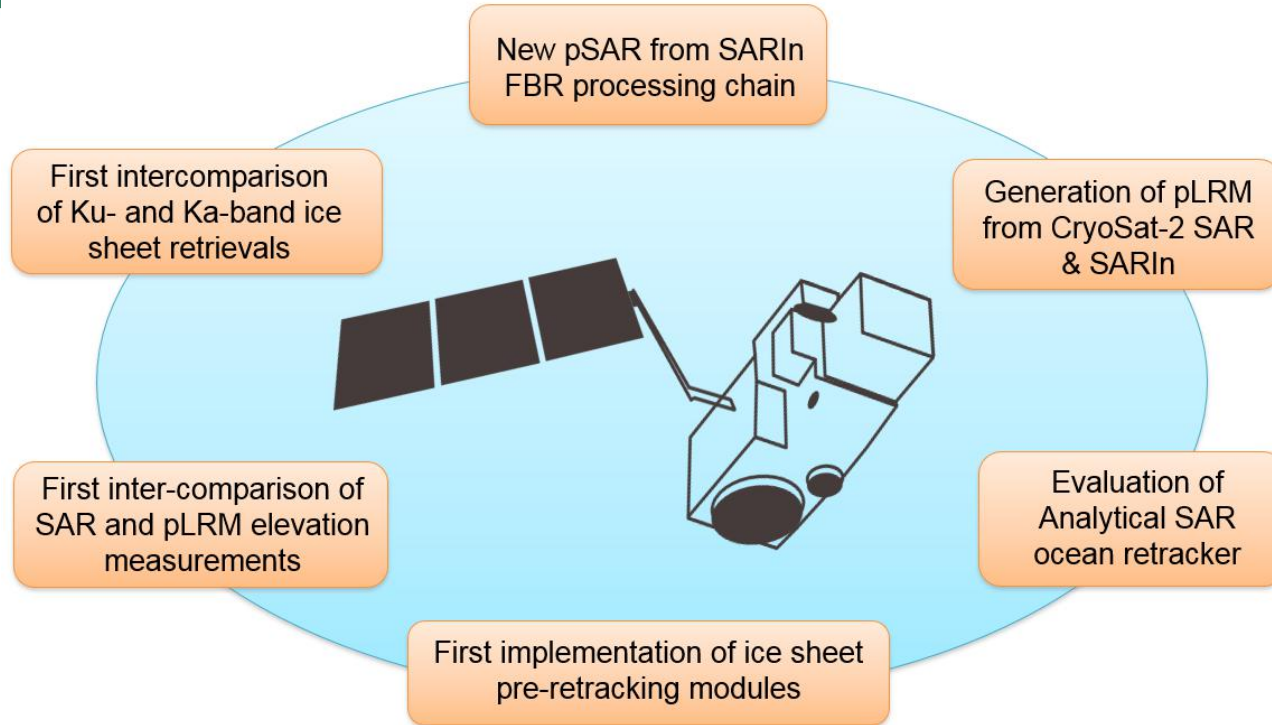 New pSAR from SARIn
FBR processing chain
First intercomparison
of Ku- and Ka-band ice
sheet retrievals
Generation of pLRM
from CryoSat-2 SAR
& SARIn
First inter-comparison of
SAR and pLRM elevation
measurements
Evaluation of
Analytical SAR
ocean retracker
First implementation of ice sheet
pre-retracking modules